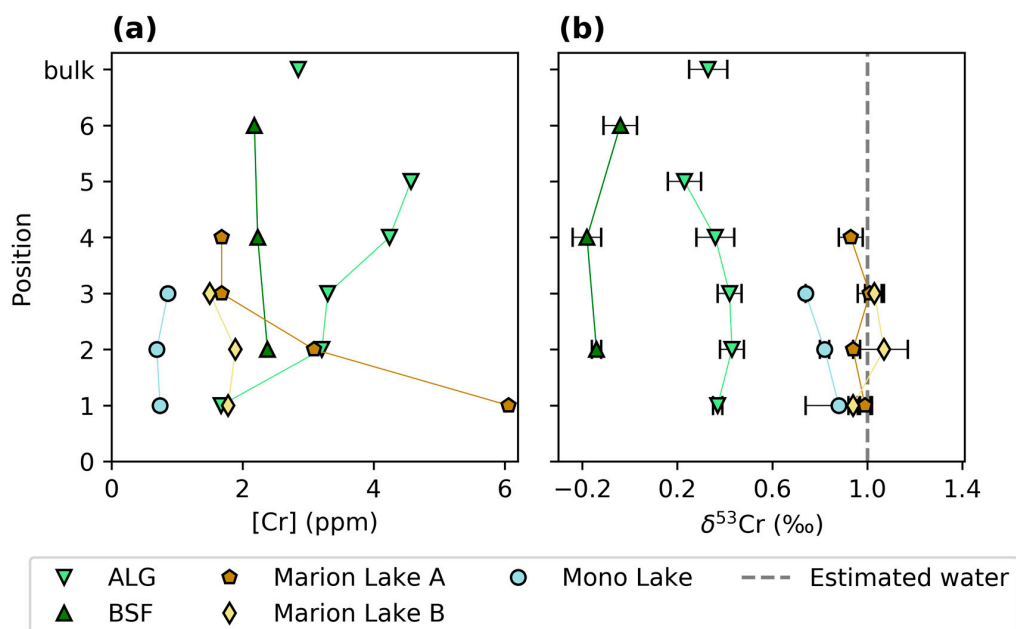 (a) (b)
bulk
6
5
4
3
2
1
0
Position
0 2 4 6
[Cr] (ppm)
−0.2 0.2 0.6 1.0 1.4
δ53Cr (‰)
ALG Marion Lake A Mono Lake Estimated water
BSF Marion Lake B